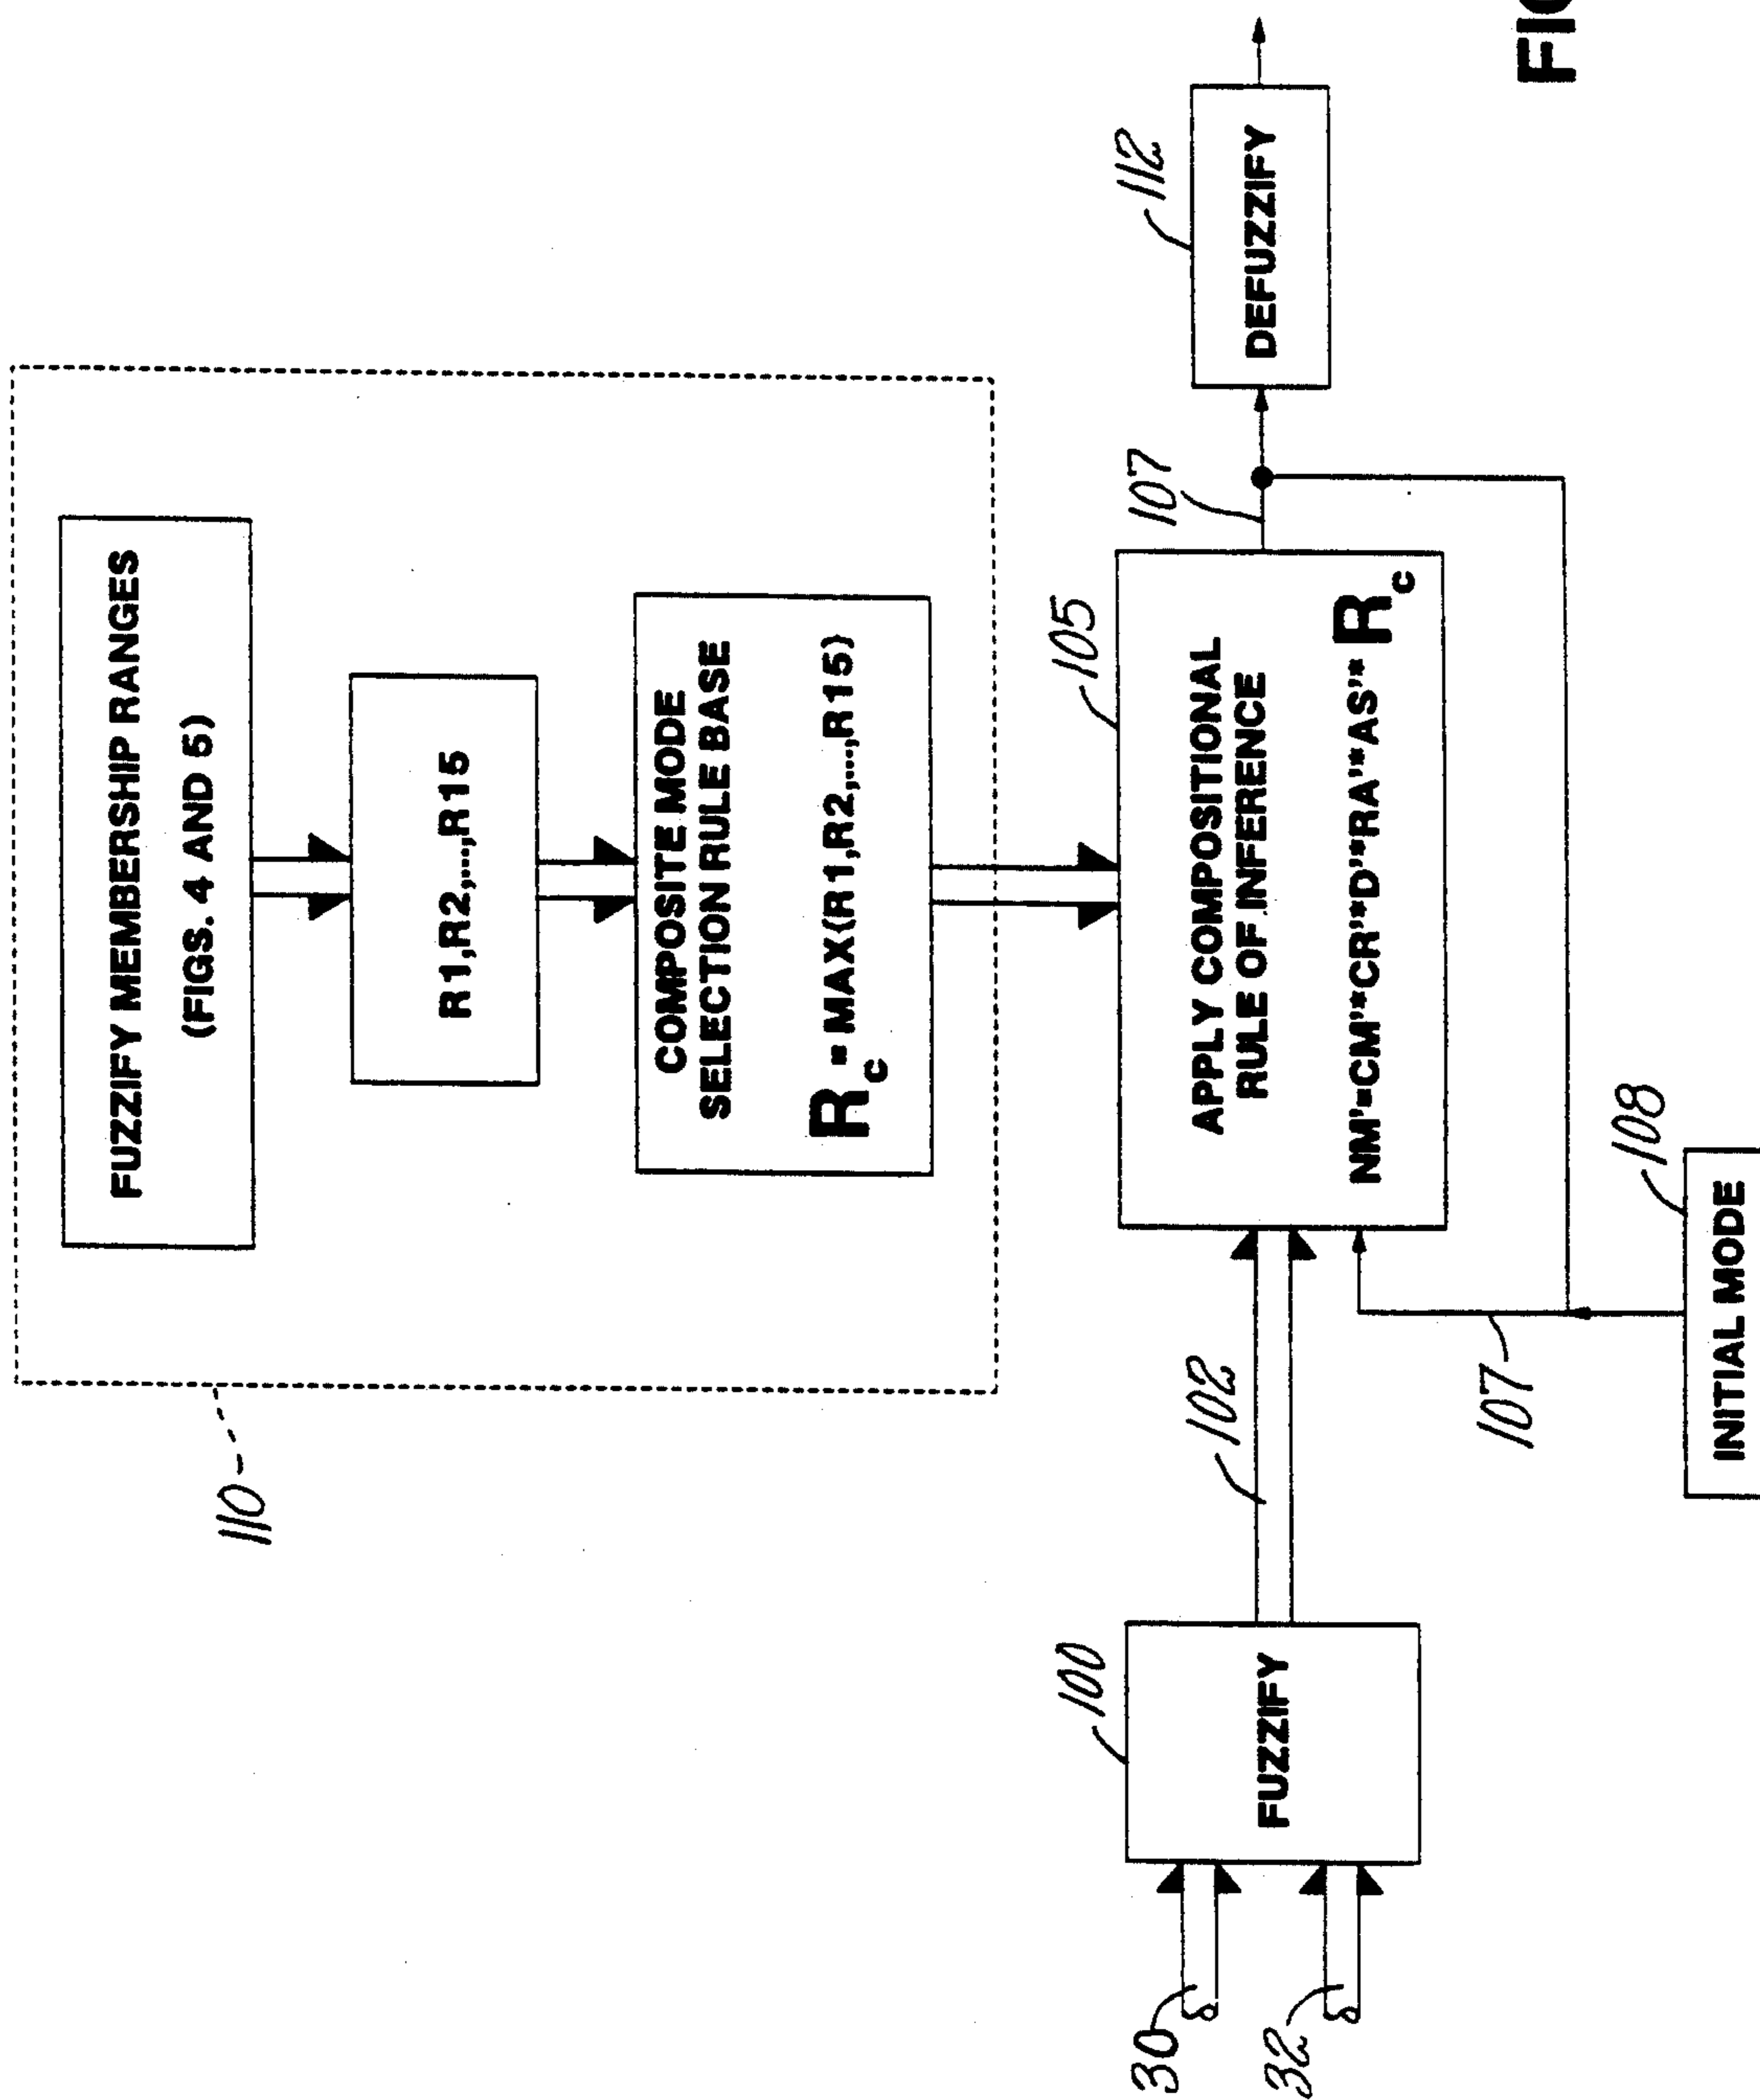 110
FUZZIFY MEMBERSHIP RANGES
(FIGS. 4 AND 5)
R1,R2,...,R15
COMPOSITE MODE
SELECTION RULE BASE
Rc = MAX(R1,R2,...,R15)
30
32
100
FUZZIFY
102
105
APPLY COMPOSITIONAL
RULE OF INFERENCE
NM'=CM'*CR'*D'*RA'*AS'* Rc
107
112
DEFUZZIFY
107
108
INITIAL MODE